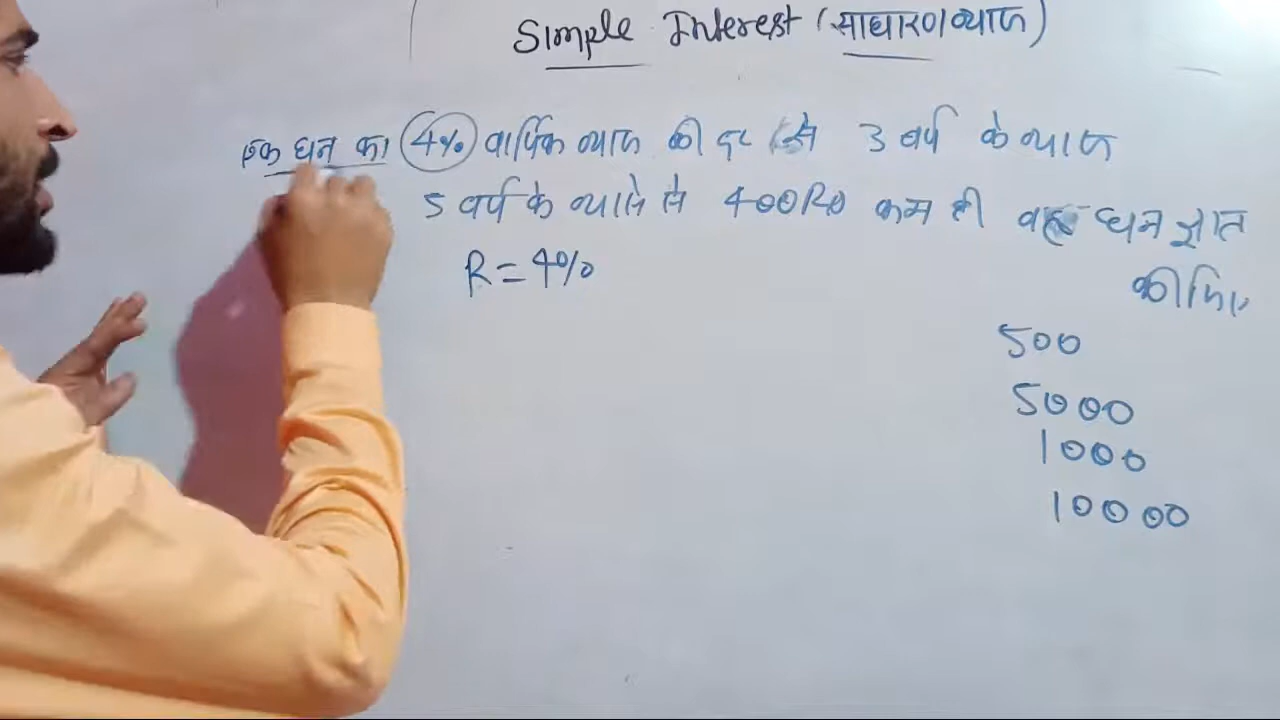 Simple Interest (साधारण व्याज)
एक धन का 4% वार्षिक व्याज की दर से 3 वर्ष के व्याज
5 वर्ष के व्याज से 400Rs कम है वह धन ज्ञात
कीजिए
R = 4%
500
5000
1000
10000